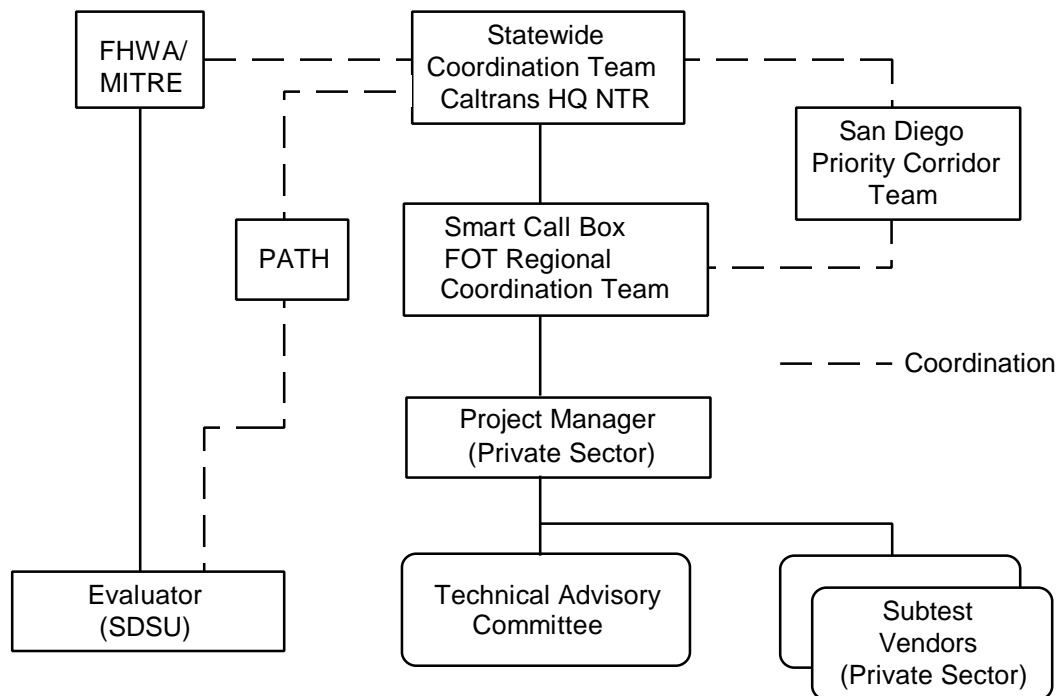 FHWA/
MITRE
Statewide
Coordination Team
Caltrans HQ NTR
San Diego
Priority Corridor
Team
Smart Call Box
FOT Regional
Coordination Team
PATH
Coordination
Project Manager
(Private Sector)
Evaluator
(SDSU)
Technical Advisory
Committee
Subtest
Vendors
(Private Sector)